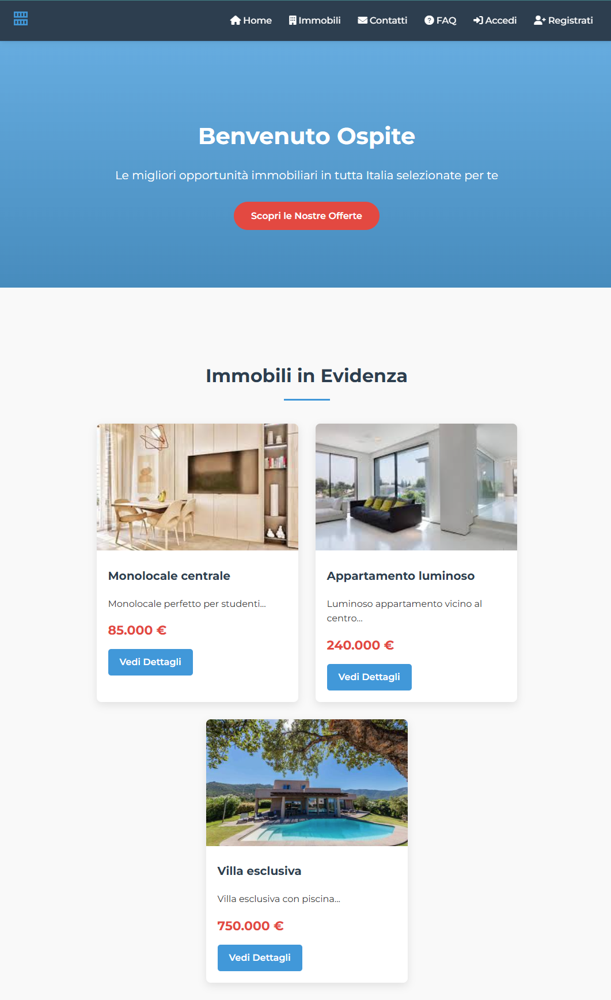 Home Immobili Contatti FAQ Accedi Registrati
Benvenuto Ospite
Le migliori opportunità immobiliari in tutta Italia selezionate per te
Scopri le Nostre Offerte
Immobili in Evidenza
Monolocale centrale
Monolocale perfetto per studenti...
85.000 €
Vedi Dettagli
Appartamento luminoso
Luminoso appartamento vicino al
centro...
240.000 €
Vedi Dettagli
Villa esclusiva
Villa esclusiva con piscina...
750.000 €
Vedi Dettagli